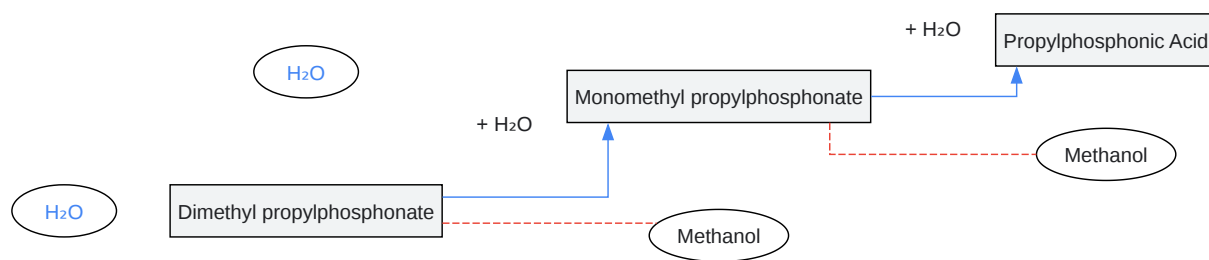 + H₂O
Propylphosphonic Acid
H₂O
Monomethyl propylphosphonate
+ H₂O
Methanol
H₂O
Dimethyl propylphosphonate
Methanol